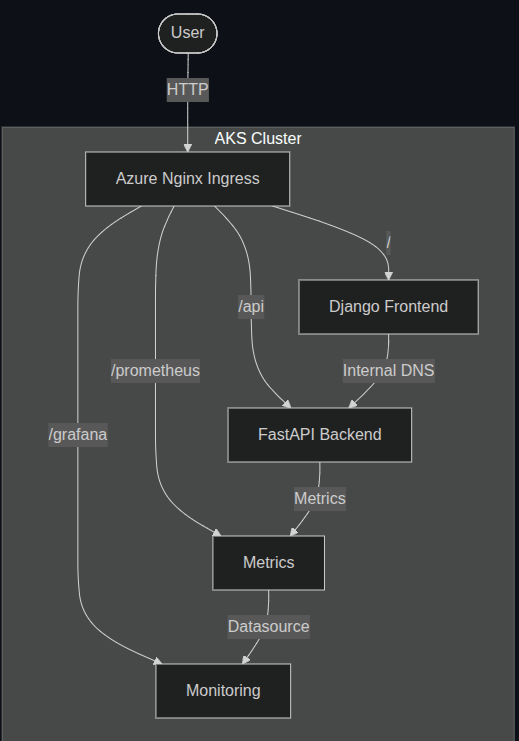 User
HTTP
AKS Cluster
Azure Nginx Ingress
/
/api
Django Frontend
/prometheus
Internal DNS
/grafana
FastAPI Backend
Metrics
Metrics
Datasource
Monitoring